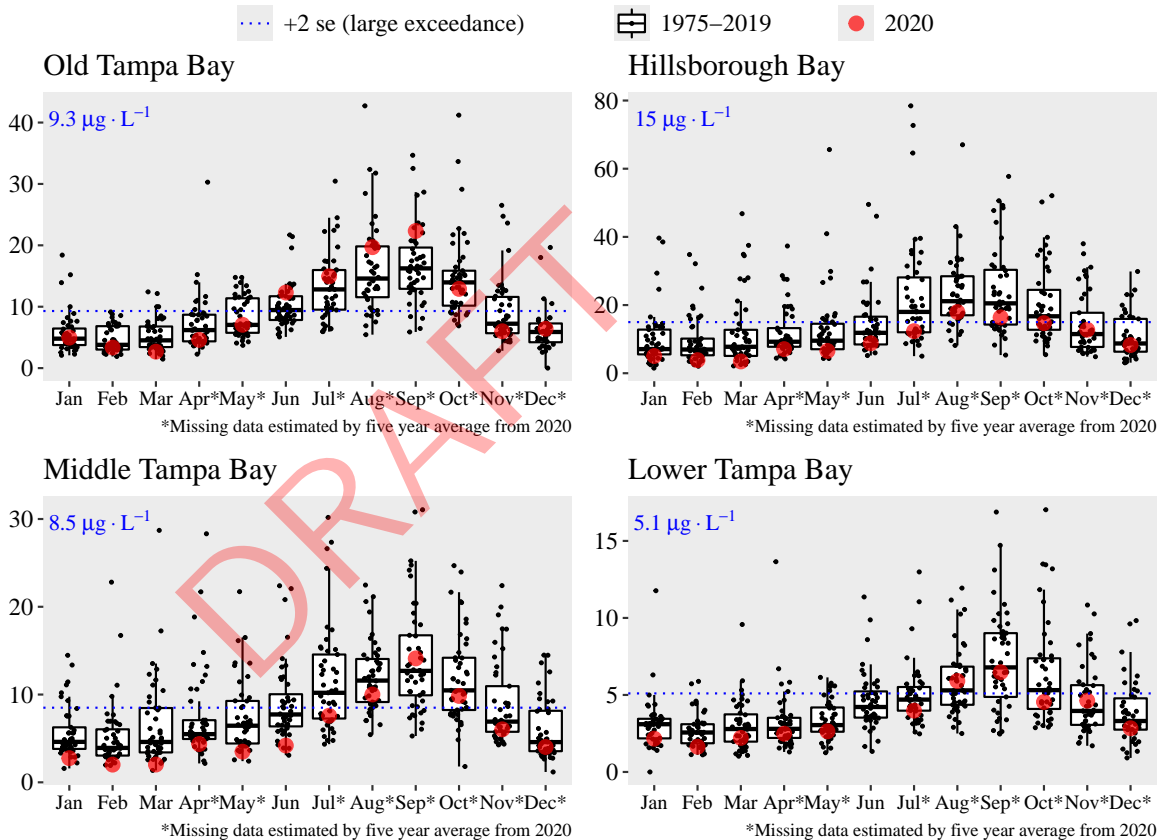 +2 se (large exceedance) 1975–2019 2020
Old Tampa Bay
9.3 μg · L⁻¹
40
30
20
10
0
Jan Feb Mar Apr* May* Jun Jul* Aug* Sep* Oct* Nov* Dec*
*Missing data estimated by five year average from 2020
Hillsborough Bay
15 μg · L⁻¹
80
60
40
20
0
Jan Feb Mar Apr* May* Jun Jul* Aug* Sep* Oct* Nov* Dec*
*Missing data estimated by five year average from 2020
Middle Tampa Bay
8.5 μg · L⁻¹
30
20
10
0
Jan Feb Mar Apr* May* Jun Jul* Aug* Sep* Oct* Nov* Dec*
*Missing data estimated by five year average from 2020
Lower Tampa Bay
5.1 μg · L⁻¹
15
10
5
0
Jan Feb Mar Apr* May* Jun Jul* Aug* Sep* Oct* Nov* Dec*
*Missing data estimated by five year average from 2020
DRAFT